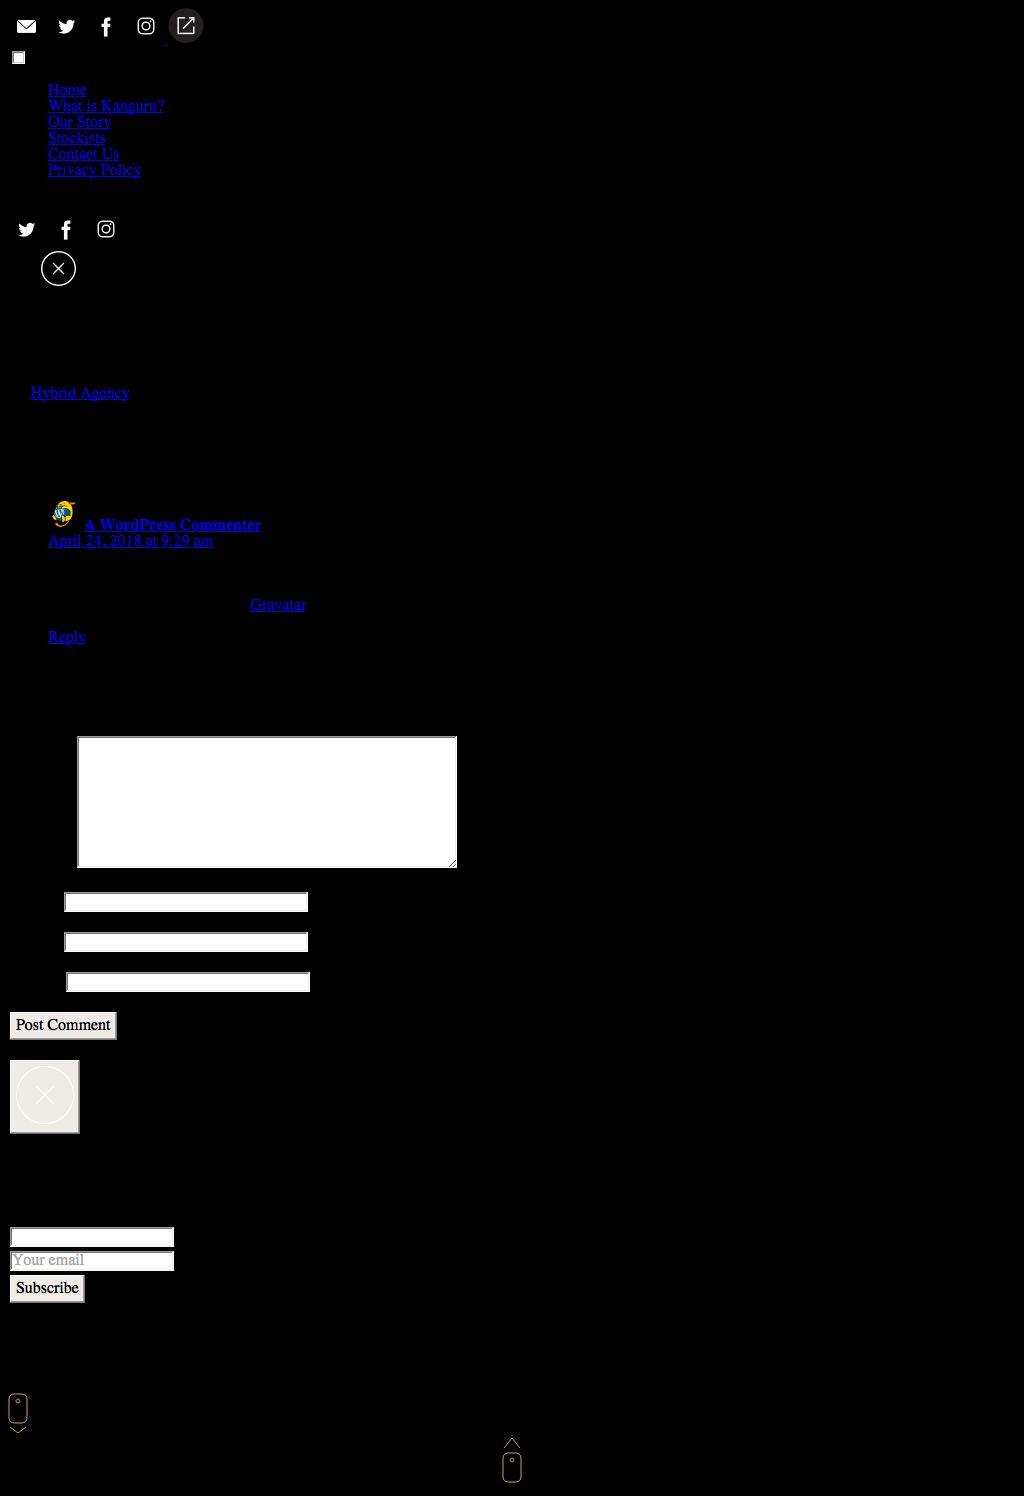 Home
What is Kanguru?
Our Story
Stockists
Contact Us
Privacy Policy
Hybrid Agency
A WordPress Commenter
April 24, 2018 at 9:29 am
Gravatar
Reply
Post Comment
Your email
Subscribe